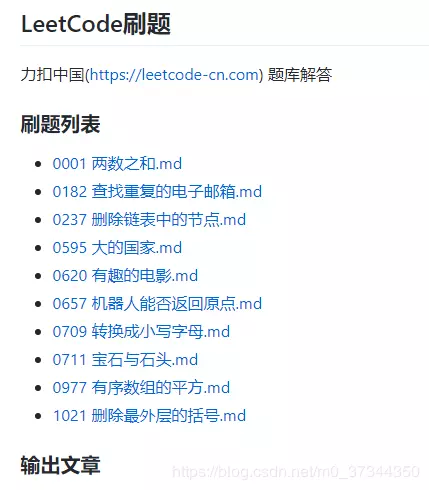 LeetCode刷题
力扣中国(https://leetcode-cn.com) 题库解答
刷题列表
0001 两数之和.md
0182 查找重复的电子邮箱.md
0237 删除链表中的节点.md
0595 大的国家.md
0620 有趣的电影.md
0657 机器人能否返回原点.md
0709 转换成小写字母.md
0711 宝石与石头.md
0977 有序数组的平方.md
1021 删除最外层的括号.md
输出文章
https://blog.csdn.net/m0_37344350